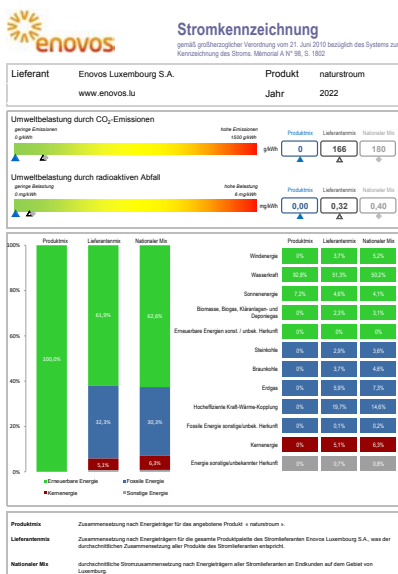 enovos
Stromkennzeichnung
gemäß großherzoglicher Verordnung vom 21. Juni 2010 bezüglich des Systems zur
Kennzeichnung des Stroms. Mémorial A N° 98, S. 1802
Lieferant Enovos Luxembourg S.A. Produkt naturstroum
www.enovos.lu Jahr 2022
Umweltbelastung durch CO₂-Emissionen
geringe Emissionen hohe Emissionen
0 g/kWh 1500 g/kWh
Produktmix Lieferantenmix Nationaler Mix
g/kWh 0 166 180
Umweltbelastung durch radioaktiven Abfall
geringe Belastung hohe Belastung
0 mg/kWh 6 mg/kWh
Produktmix Lieferantenmix Nationaler Mix
mg/kWh 0,00 0,32 0,40
Produktmix Lieferantenmix Nationaler Mix
100%
80%
60%
40%
20%
0%
100,0%
61,9%
32,3%
5,1%
62,6%
30,3%
6,3%
Erneuerbare Energie Fossile Energie
Kernenergie Sonstige Energie
Produktmix Lieferantenmix Nationaler Mix
Windenergie 0% 3,7% 5,2%
Wasserkraft 92,8% 51,3% 50,2%
Sonnenenergie 7,2% 4,6% 4,1%
Biomasse, Biogas, Kläranlagen- und
Deponiegas 0% 2,3% 3,1%
Erneuerbare Energien sonst. / unbek. Herkunft 0% 0% 0%
Steinkohle 0% 2,9% 3,6%
Braunkohle 0% 3,7% 4,6%
Erdgas 0% 5,9% 7,3%
Hocheffiziente Kraft-Wärme-Kopplung 0% 19,7% 14,6%
Fossile Energie sonstige/unbek. Herkunft 0% 0,1% 0,2%
Kernenergie 0% 5,1% 6,3%
Energie sonstige/unbekannter Herkunft 0% 0,7% 0,8%
Produktmix Zusammensetzung nach Energieträger für das angebotene Produkt « naturstroum ».
Lieferantenmix Zusammensetzung nach Energieträgern für die gesamte Produktpalette des Stromlieferanten Enovos Luxembourg S.A., was der
durchschnittlichen Zusammensetzung aller Produkte des Stromlieferanten entspricht.
Nationaler Mix durchschnittliche Stromzusammensetzung nach Energieträgern aller Stromlieferanten an Endkunden auf dem Gebiet von
Luxemburg.